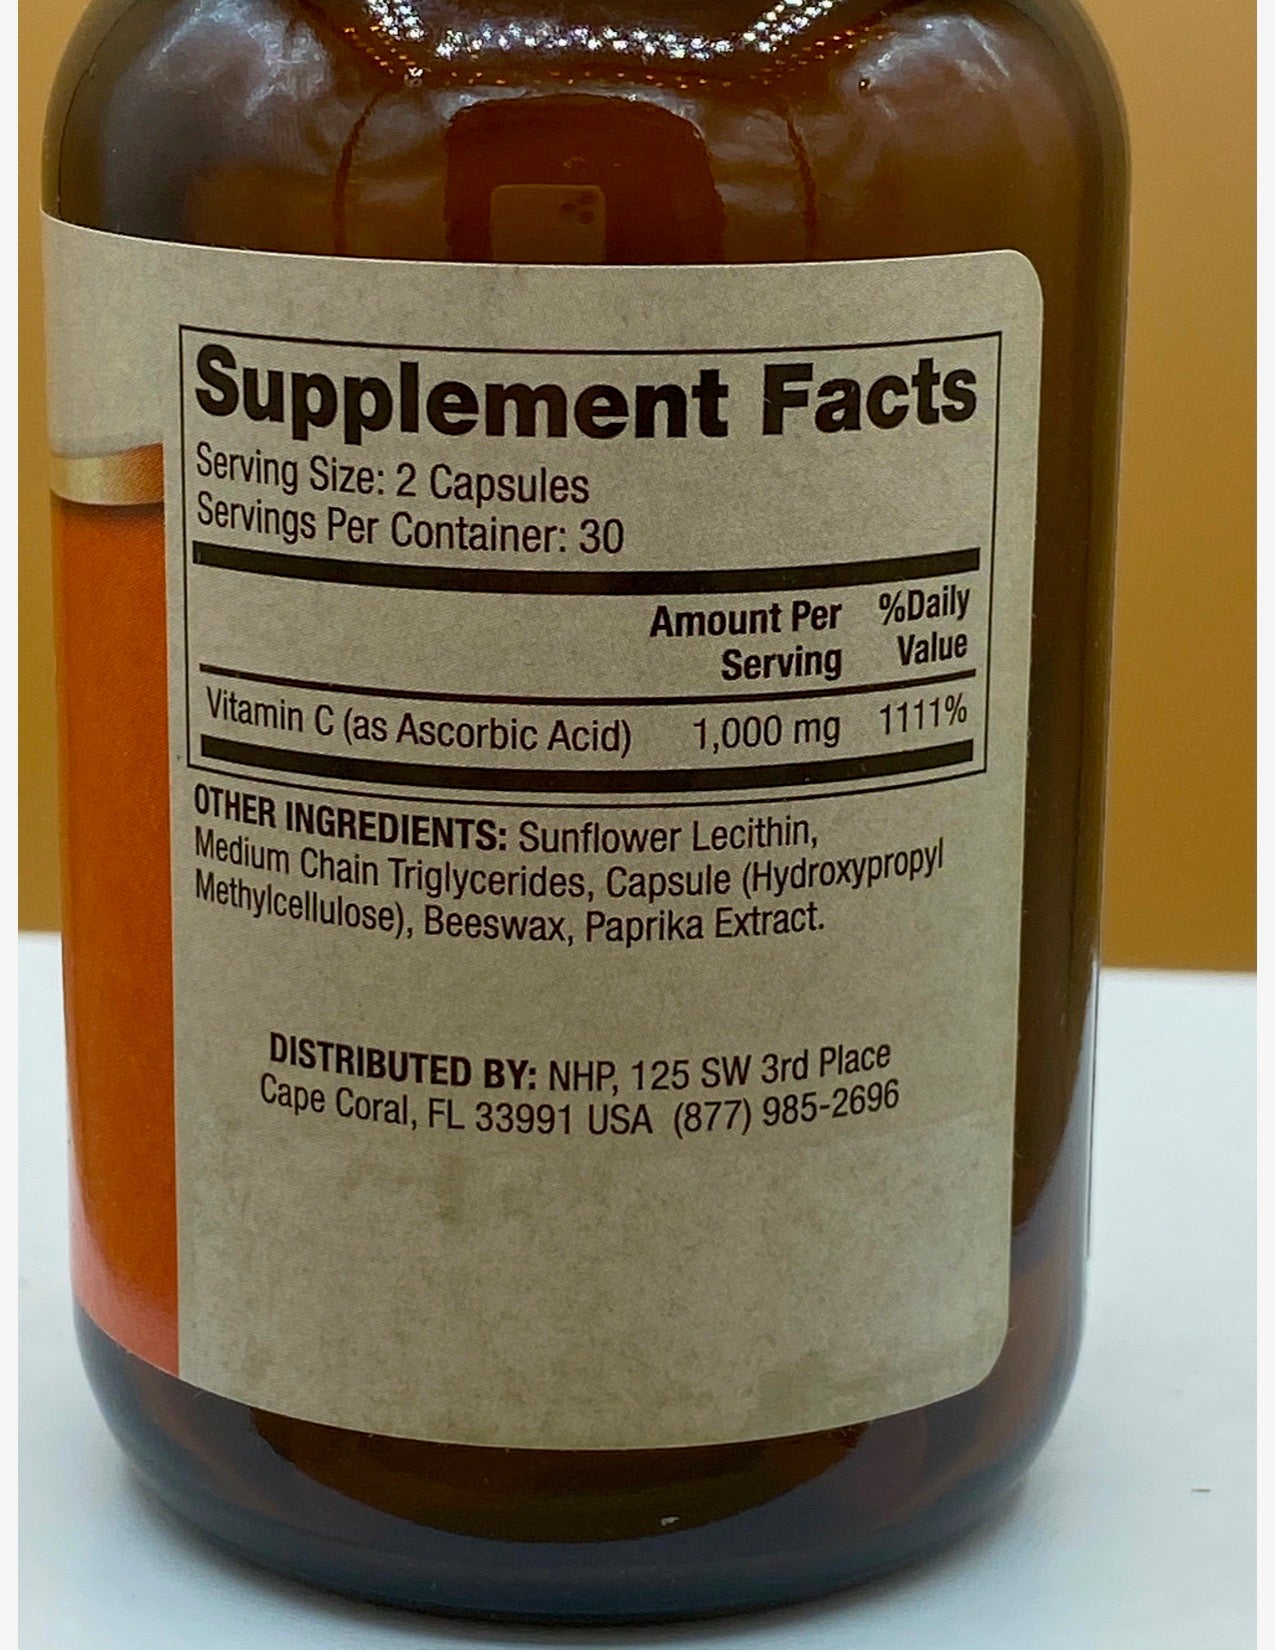 Supplement Facts
Serving Size: 2 Capsules
Servings Per Container: 30
Amount Per %Daily
Serving Value
Vitamin C (as Ascorbic Acid) 1,000 mg 1111%
OTHER INGREDIENTS: Sunflower Lecithin,
Medium Chain Triglycerides, Capsule (Hydroxypropyl
Methylcellulose), Beeswax, Paprika Extract.
DISTRIBUTED BY: NHP, 125 SW 3rd Place
Cape Coral, FL 33991 USA (877) 985-2696